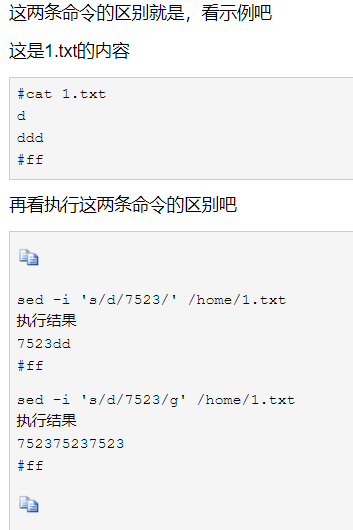 这两条命令的区别就是，看示例吧
这是1.txt的内容
#cat 1.txt
d
ddd
#ff
再看执行这两条命令的区别吧
sed -i 's/d/7523/' /home/1.txt
执行结果
7523dd
#ff
sed -i 's/d/7523/g' /home/1.txt
执行结果
752375237523
#ff